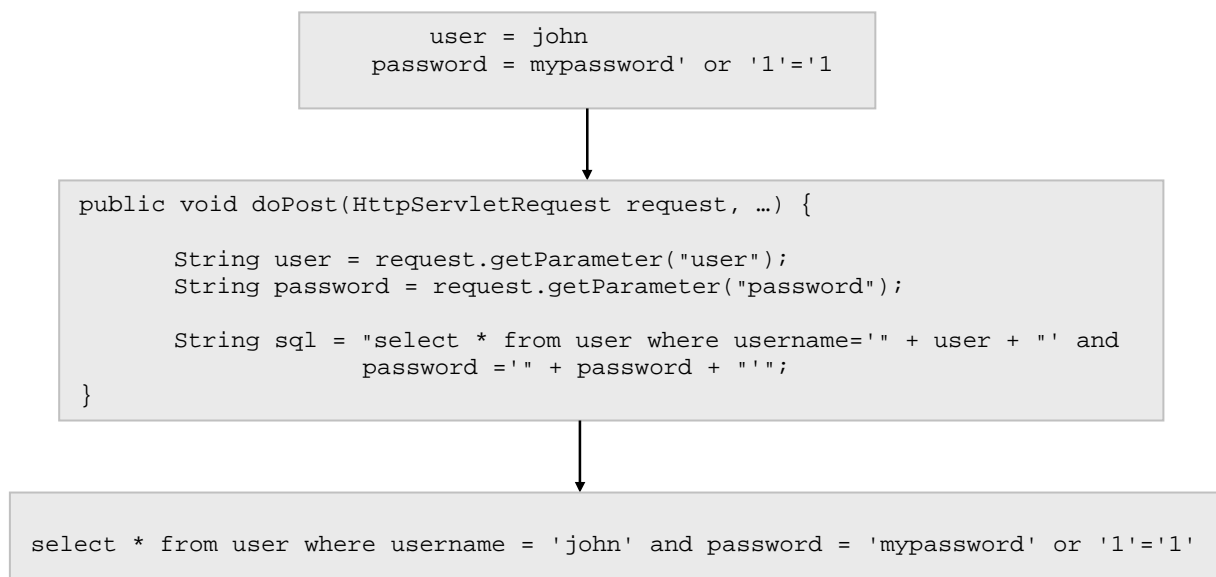 user = john
password = mypassword' or '1'='1
public void doPost(HttpServletRequest request, …) {
String user = request.getParameter("user");
String password = request.getParameter("password");
String sql = "select * from user where username='" + user + "' and
password ='" + password + "'";
}
select * from user where username = 'john' and password = 'mypassword' or '1'='1'